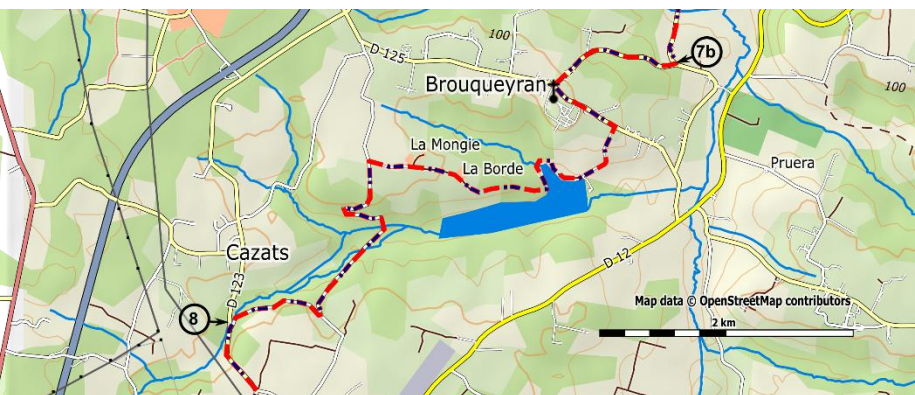 100
7b
D 125
Brouqueyran
100
La Mongie
La Borde
Pruera
Cazats
D 12
D 123
Map data © OpenStreetMap contributors
8
2 km